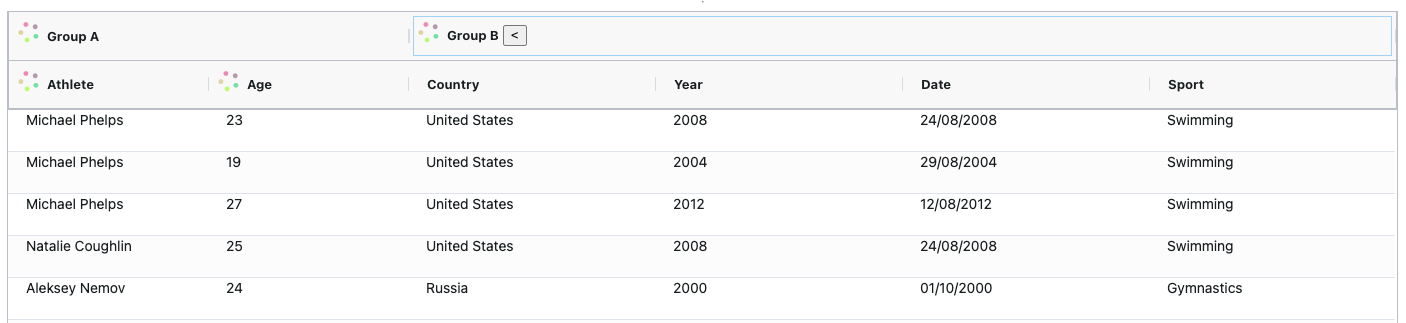 Group A Group B <
Athlete Age Country Year Date Sport
Michael Phelps 23 United States 2008 24/08/2008 Swimming
Michael Phelps 19 United States 2004 29/08/2004 Swimming
Michael Phelps 27 United States 2012 12/08/2012 Swimming
Natalie Coughlin 25 United States 2008 24/08/2008 Swimming
Aleksey Nemov 24 Russia 2000 01/10/2000 Gymnastics